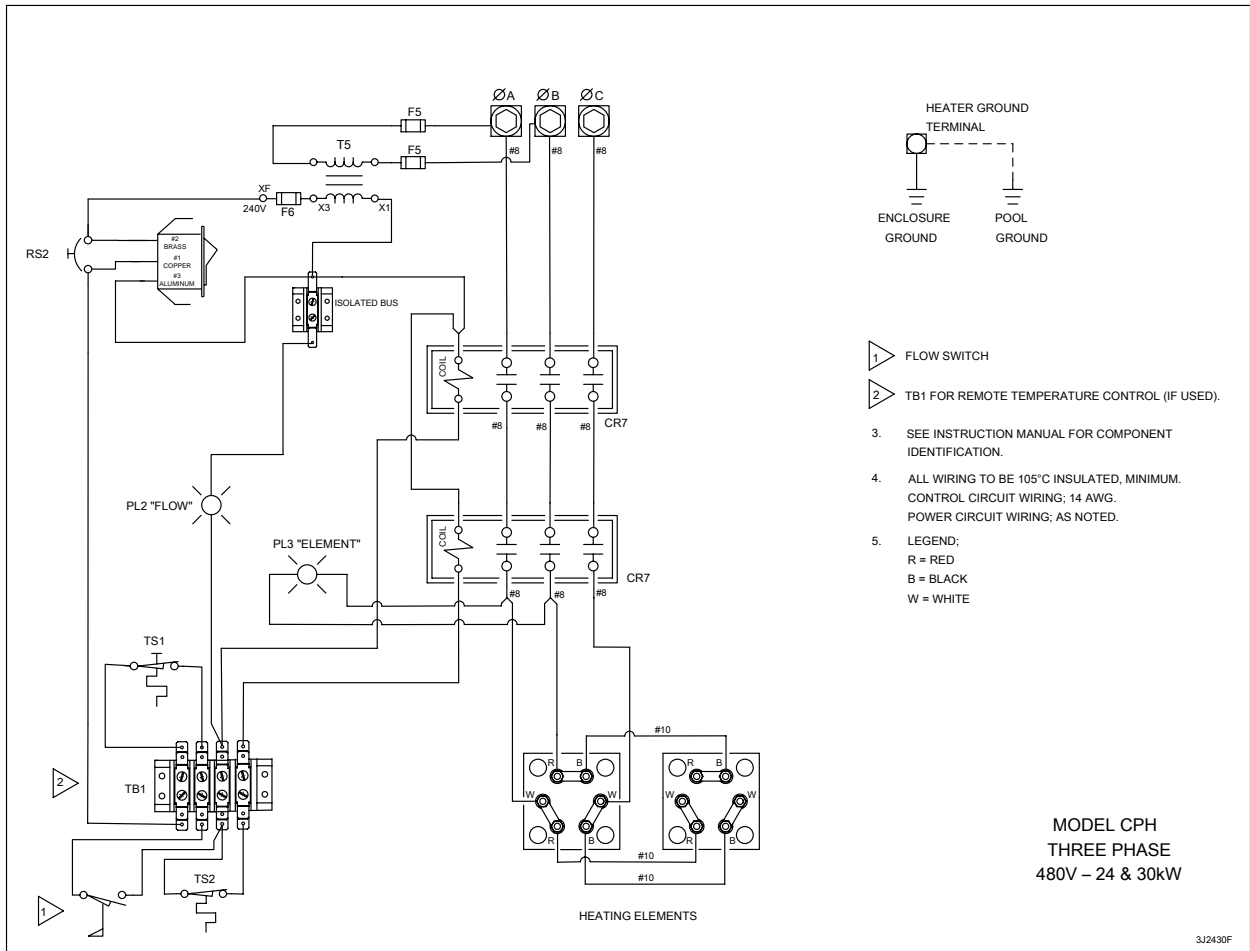 ØA
ØB
ØC
F5
T5
F5
#8
#8
#8
XF
240V
F6
X3
X1
RS2
#2
BRASS
#1
COPPER
#3
ALUMINUM
ISOLATED BUS
COIL
CR7
#8
#8
#8
PL2 "FLOW"
COIL
PL3 "ELEMENT"
CR7
#8
#8
#8
TS1
2
TB1
1
TS2
#10
R
B
R
B
W
W
W
W
R
B
R
B
#10
#10
HEATING ELEMENTS
HEATER GROUND
TERMINAL
ENCLOSURE
GROUND
POOL
GROUND
1 FLOW SWITCH
2 TB1 FOR REMOTE TEMPERATURE CONTROL (IF USED).
3. SEE INSTRUCTION MANUAL FOR COMPONENT
IDENTIFICATION.
4. ALL WIRING TO BE 105°C INSULATED, MINIMUM.
CONTROL CIRCUIT WIRING; 14 AWG.
POWER CIRCUIT WIRING; AS NOTED.
5. LEGEND;
R = RED
B = BLACK
W = WHITE
MODEL CPH
THREE PHASE
480V – 24 & 30kW
3J2430F